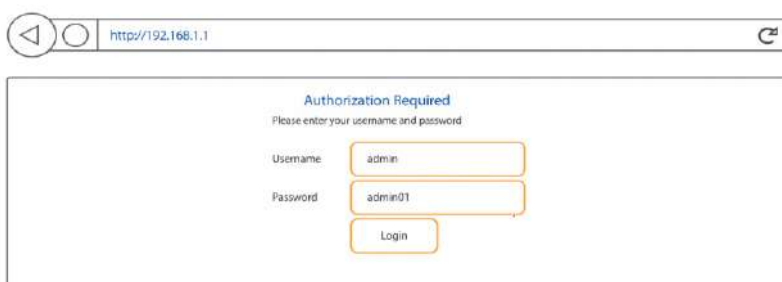 http://192.168.1.1
Authorization Required
Please enter your username and password
Username admin
Password admin01
Login